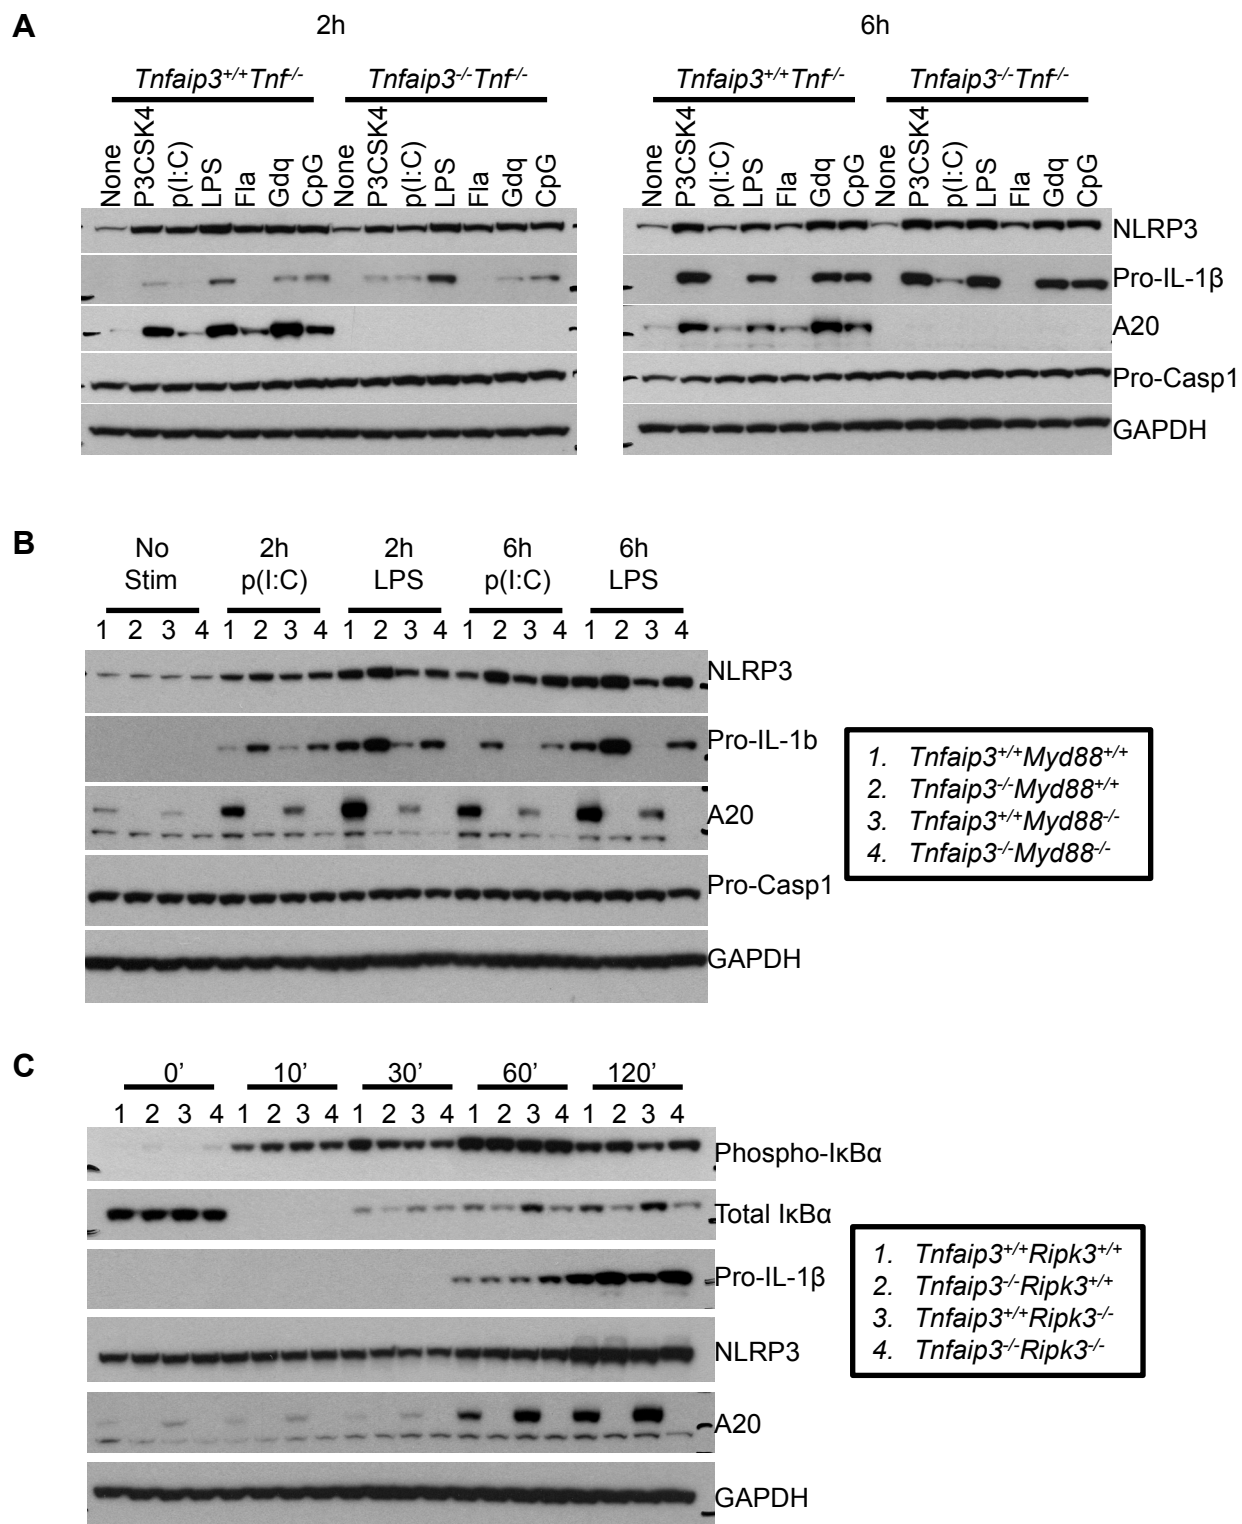 A
2h 6h
Tnfaip3+/+Tnf-/- Tnfaip3-/-Tnf-/- Tnfaip3+/+Tnf-/- Tnfaip3-/-Tnf-/-
None P3CSK4 p(I:C) LPS Fla Gdq CpG None P3CSK4 p(I:C) LPS Fla Gdq CpG None P3CSK4 p(I:C) LPS Fla Gdq CpG None P3CSK4 p(I:C) LPS Fla Gdq CpG
NLRP3
Pro-IL-1β
A20
Pro-Casp1
GAPDH
B
No 2h 2h 6h 6h
Stim p(I:C) LPS p(I:C) LPS
1 2 3 4 1 2 3 4 1 2 3 4 1 2 3 4 1 2 3 4
NLRP3
Pro-IL-1b
A20
Pro-Casp1
GAPDH
1. Tnfaip3+/+Myd88+/+
2. Tnfaip3-/-Myd88+/+
3. Tnfaip3+/+Myd88-/-
4. Tnfaip3-/-Myd88-/-
C
0’ 10’ 30’ 60’ 120’
1 2 3 4 1 2 3 4 1 2 3 4 1 2 3 4 1 2 3 4
Phospho-IκBα
Total IκBα
Pro-IL-1β
NLRP3
A20
GAPDH
1. Tnfaip3+/+Ripk3+/+
2. Tnfaip3-/-Ripk3+/+
3. Tnfaip3+/+Ripk3-/-
4. Tnfaip3-/-Ripk3-/-